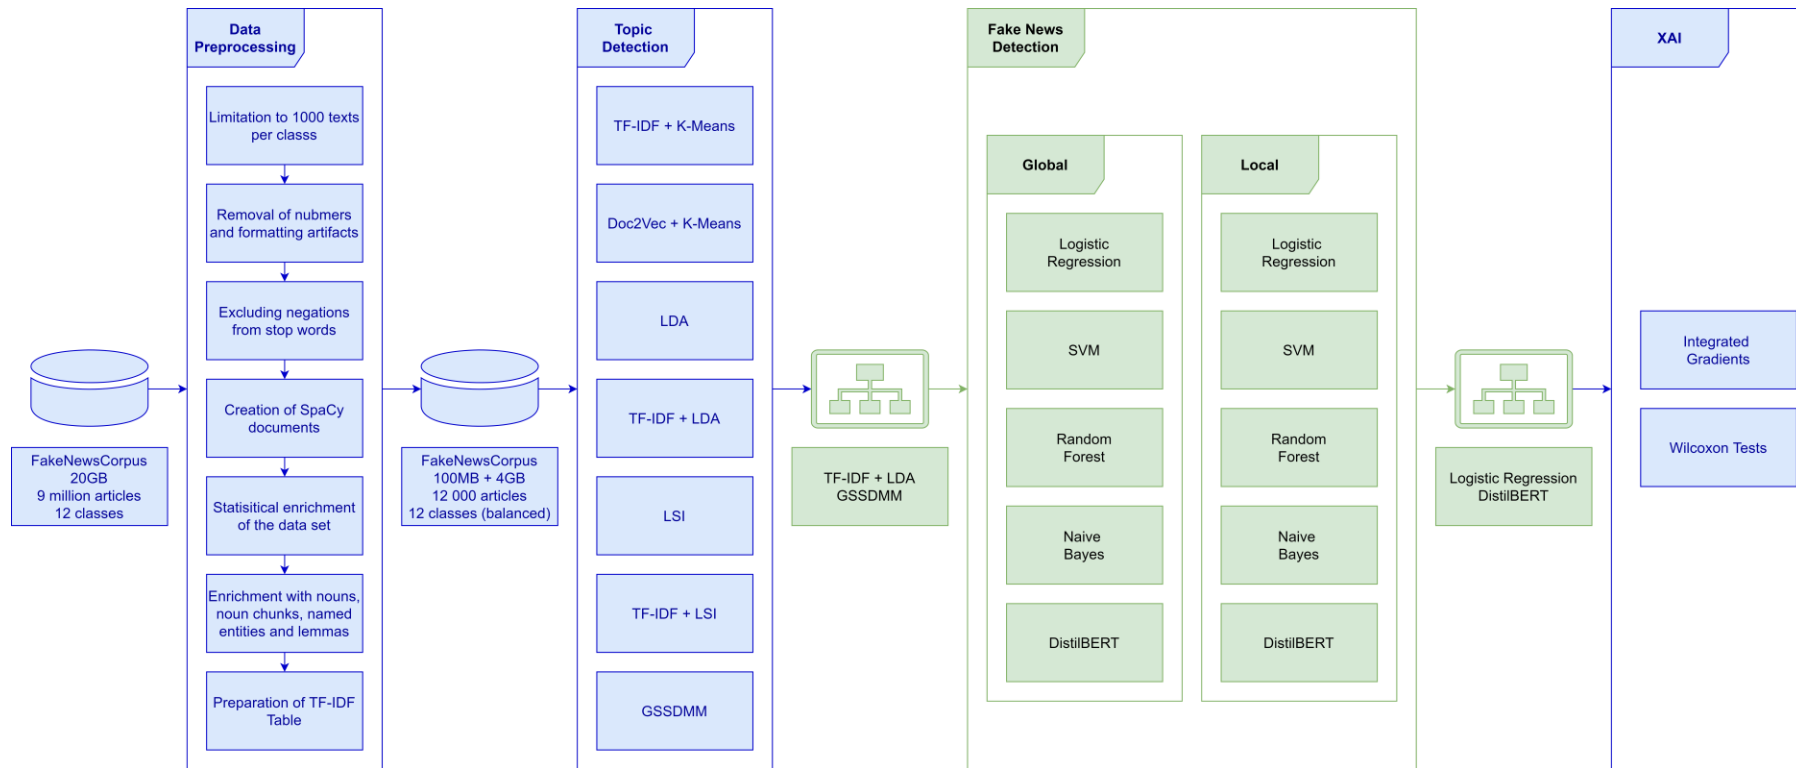 Data
Preprocessing
Limitation to 1000 texts
per classs
Removal of nubmers
and formatting artifacts
Excluding negations
from stop words
Creation of SpaCy
documents
Statisitical enrichment
of the data set
Enrichment with nouns,
noun chunks, named
entities and lemmas
Preparation of TF-IDF
Table
FakeNewsCorpus
20GB
9 million articles
12 classes
FakeNewsCorpus
100MB + 4GB
12 000 articles
12 classes (balanced)
Topic
Detection
TF-IDF + K-Means
Doc2Vec + K-Means
LDA
TF-IDF + LDA
LSI
TF-IDF + LSI
GSSDMM
TF-IDF + LDA
GSSDMM
Fake News
Detection
Global
Logistic
Regression
SVM
Random
Forest
Naive
Bayes
DistilBERT
Local
Logistic
Regression
SVM
Random
Forest
Naive
Bayes
DistilBERT
Logistic Regression
DistilBERT
XAI
Integrated
Gradients
Wilcoxon Tests